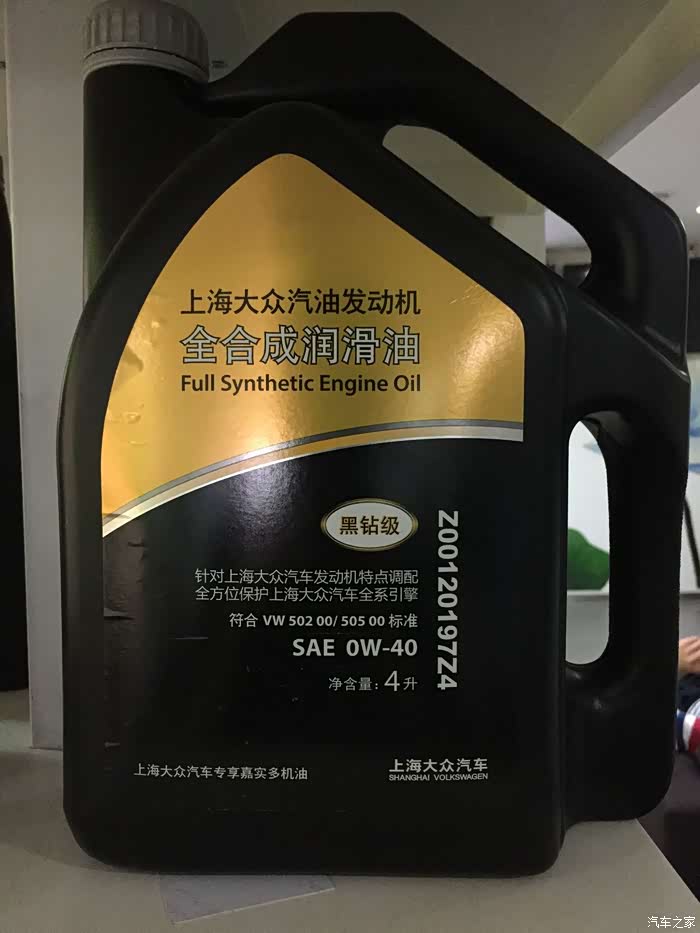 上海大众汽油发动机
全合成润滑油
Full Synthetic Engine Oil
黑钻级
针对上海大众汽车发动机特点调配
全方位保护上海大众汽车全系引擎
符合 VW 502 00/ 505 00 标准
SAE 0W-40
净含量：4升
Z00120197Z4
上海大众汽车专享嘉实多机油
上海大众汽车
SHANGHAI VOLKSWAGEN
汽车之家